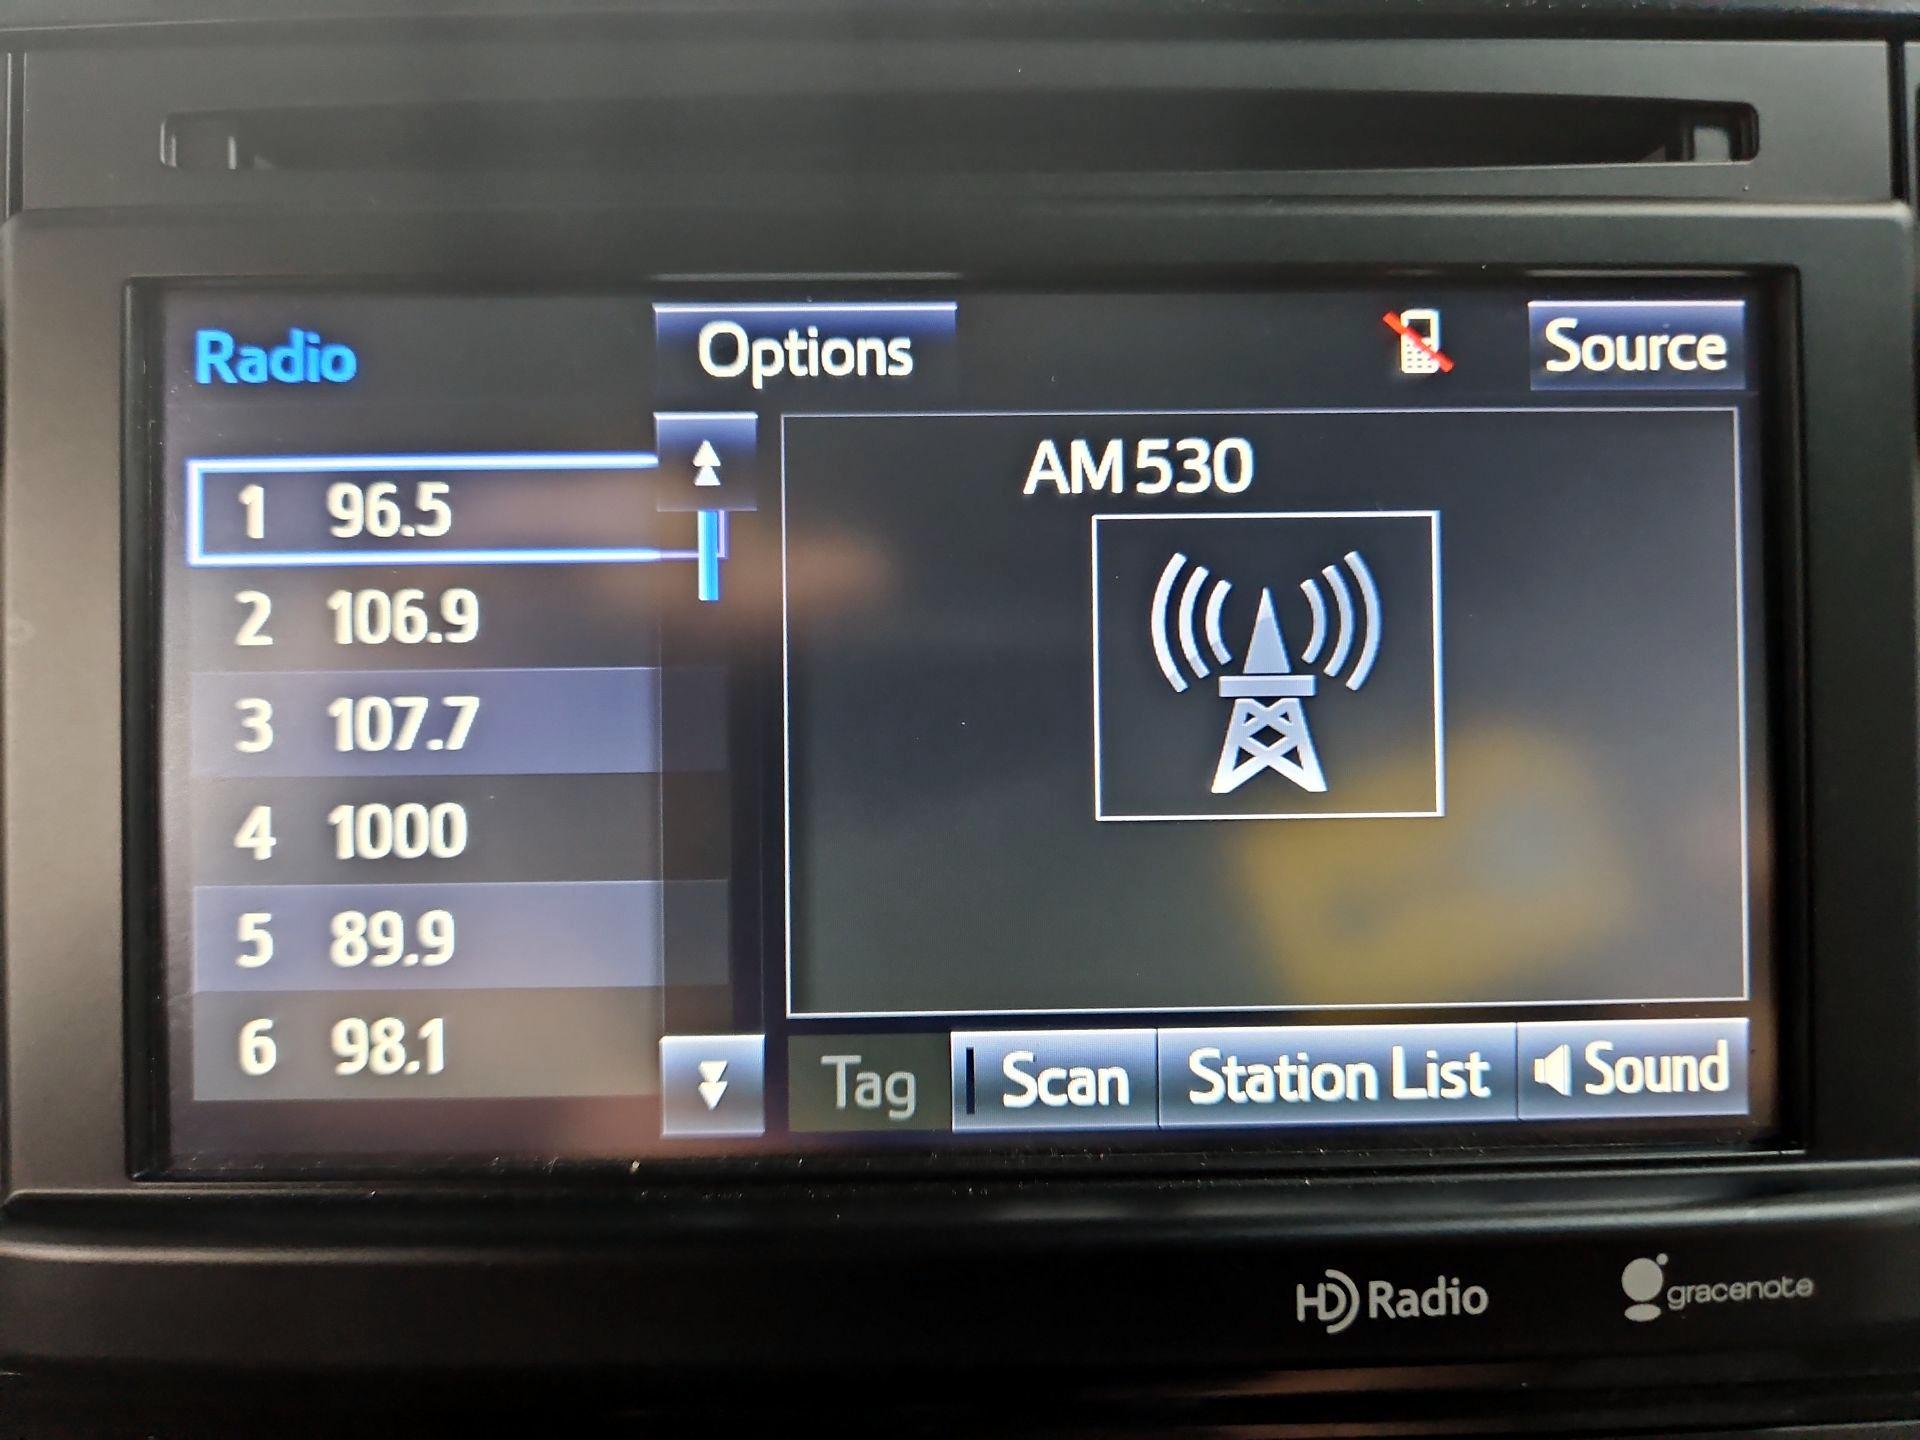 Radio Options Source
AM 530
1 96.5
2 106.9
3 107.7
4 1000
5 89.9
6 98.1
Tag Scan Station List Sound
HD Radio gracenote